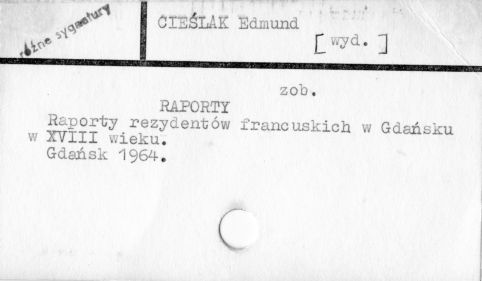 różne sygnatury
CIEŚLAK Edmund
[ wyd. ]
zob.
RAPORTY
Raporty rezydentów francuskich w Gdańsku
w XVIII wieku.
Gdańsk 1964.